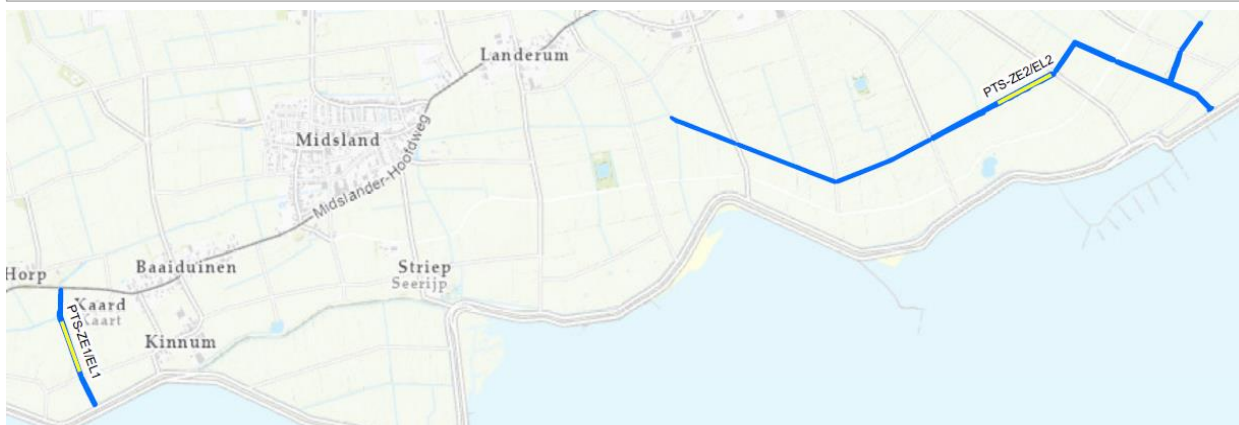 Landerum
Midsland
Midslander-Hoofdweg
PTS-ZE2/EL2
Horp
Baaiduinen
Striep
Seerijp
Kaard
Kaart
Kinnum
PTS-ZE1/EL1